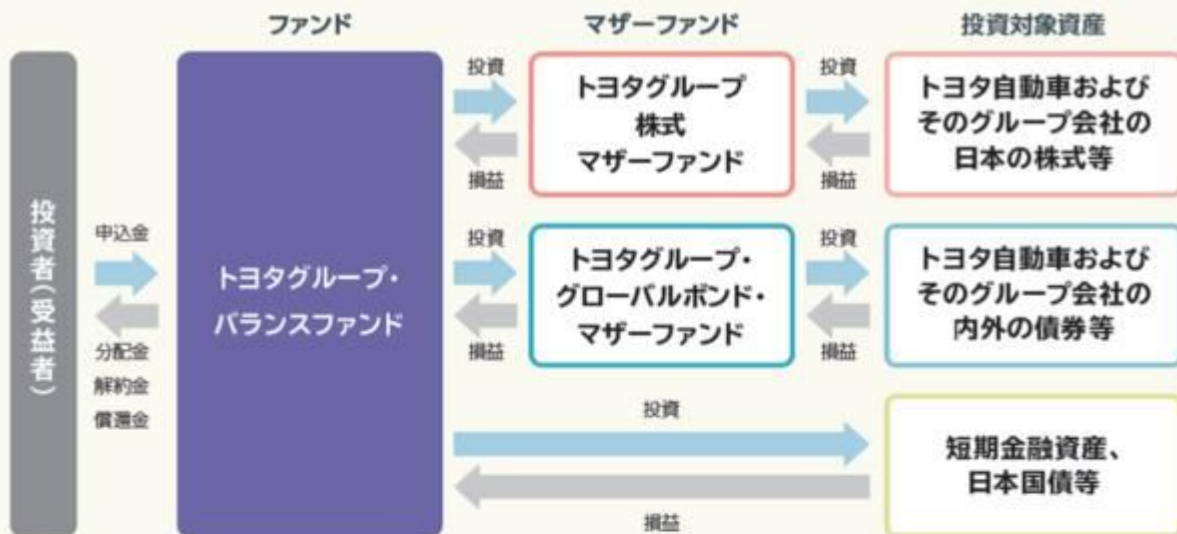 ファンド
マザーファンド
投資対象資産
投資者(受益者)
申込金
分配金
解約金
償還金
トヨタグループ・
バランスファンド
投資
損益
トヨタグループ
株式
マザーファンド
投資
損益
トヨタ自動車および
そのグループ会社の
日本の株式等
投資
損益
トヨタグループ・
グローバルボンド・
マザーファンド
投資
損益
トヨタ自動車および
そのグループ会社の
内外の債券等
投資
損益
短期金融資産、
日本国債等